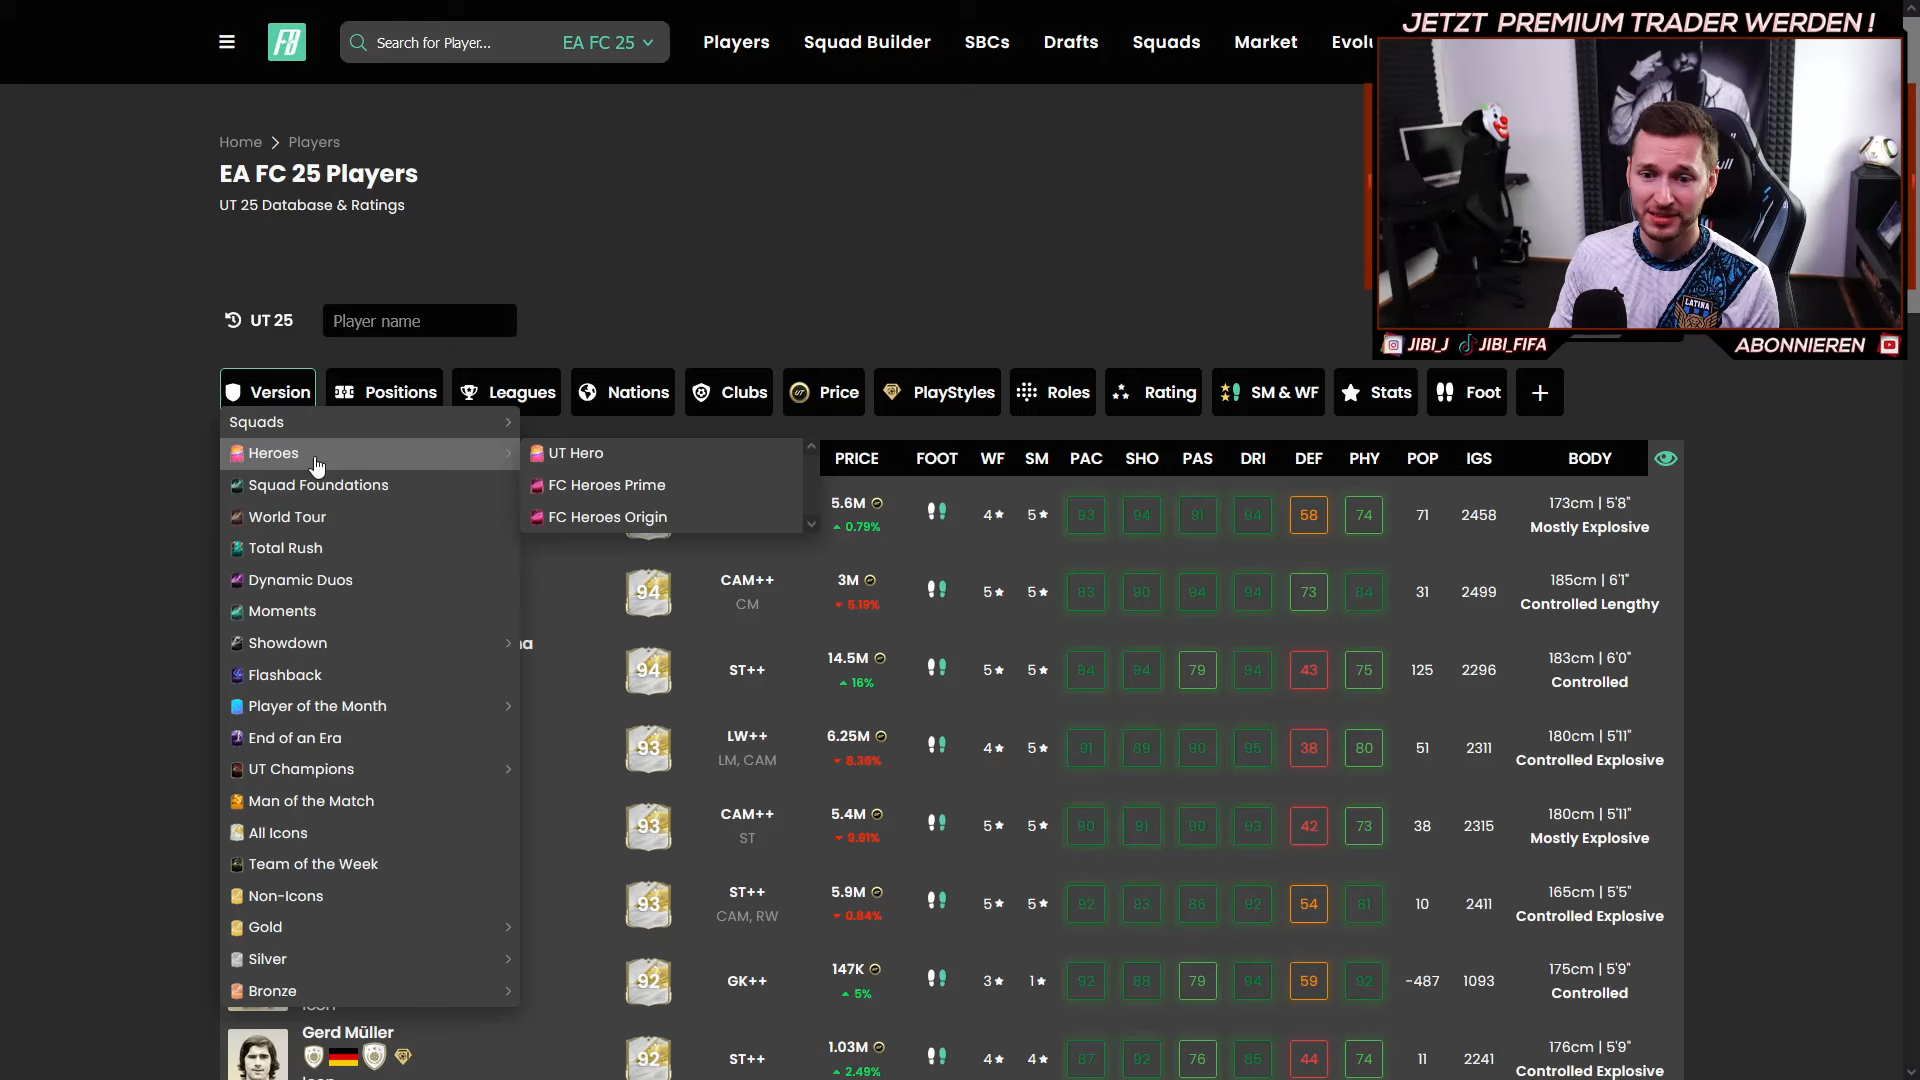 JETZT PREMIUM TRADER WERDEN !
Search for Player...
EA FC 25
Players
Squad Builder
SBCs
Drafts
Squads
Market
Home
Players
EA FC 25 Players
UT 25 Database & Ratings
UT 25
Player name
LATINA
JIBI_J
JIBI_FIFA
ABONNIEREN
Version
Positions
Leagues
Nations
Clubs
Price
PlayStyles
Roles
Rating
SM & WF
Stats
Foot
+
Squads
Heroes
Squad Foundations
World Tour
Total Rush
Dynamic Duos
Moments
Showdown
Flashback
Player of the Month
End of an Era
UT Champions
Man of the Match
All Icons
Team of the Week
Non-Icons
Gold
Silver
Bronze
UT Hero
FC Heroes Prime
FC Heroes Origin
PRICE FOOT WF SM PAC SHO PAS DRI DEF PHY POP IGS BODY
5.6M 4 5 93 94 91 94 58 74 71 2458 173cm | 5'8"
0.79% Mostly Explosive
94 CAM++ 3M 5 5 83 90 94 94 73 84 31 2499 185cm | 6'1"
CM 5.19% Controlled Lengthy
94 ST++ 14.5M 5 5 94 94 79 94 43 75 125 2296 183cm | 6'0"
16% Controlled
93 LW++ 6.25M 4 5 91 89 90 95 38 80 51 2311 180cm | 5'11"
LM, CAM 8.36% Controlled Explosive
93 CAM++ 5.4M 5 5 90 91 90 93 42 73 38 2315 180cm | 5'11"
ST 9.91% Mostly Explosive
93 ST++ 5.9M 5 5 92 93 86 92 54 81 10 2411 165cm | 5'5"
CAM, RW 0.84% Controlled Explosive
92 GK++ 147K 3 1 92 88 79 94 59 92 -487 1093 175cm | 5'9"
5% Controlled
Gerd Müller
92 ST++ 1.03M 4 4 87 92 76 85 44 74 11 2241 176cm | 5'9"
2.49% Controlled Explosive